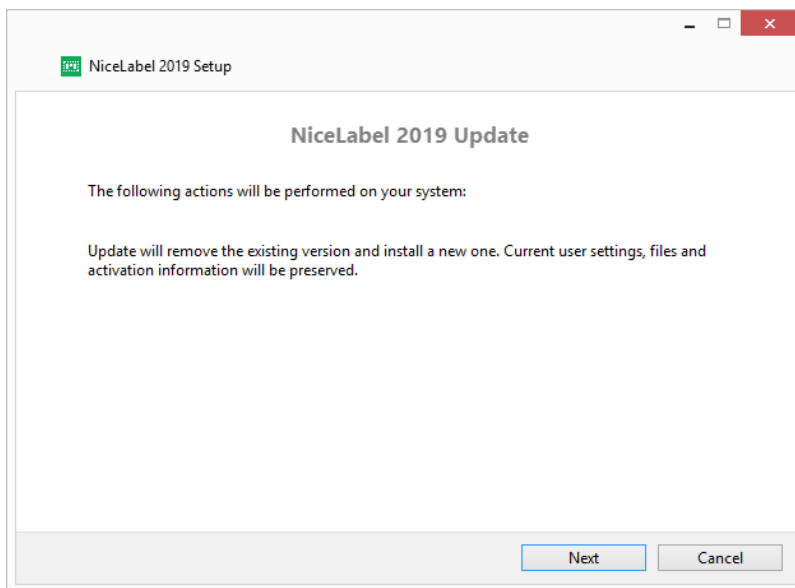 NiceLabel 2019 Setup
NiceLabel 2019 Update
The following actions will be performed on your system:
Update will remove the existing version and install a new one. Current user settings, files and
activation information will be preserved.
Next
Cancel